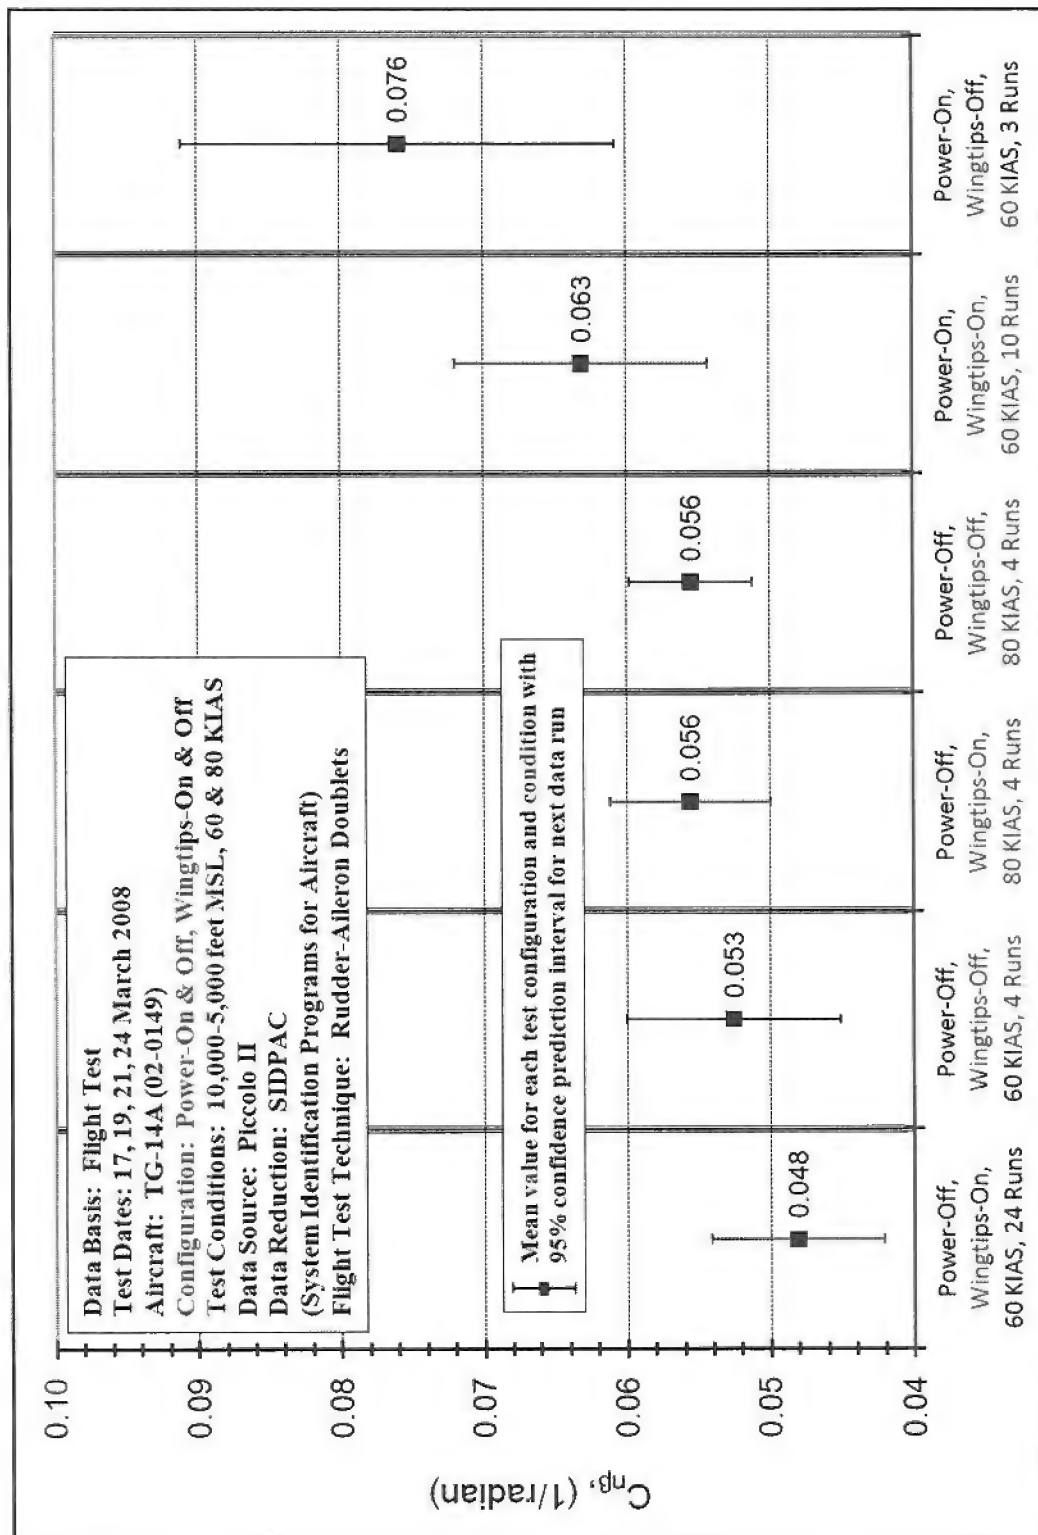 Data Basis: Flight Test
Test Dates: 17, 19, 21, 24 March 2008
Aircraft: TG-14A (02-0149)
Configuration: Power-On & Off, Wingtips-On & Off
Test Conditions: 10,000-5,000 feet MSL, 60 & 80 KIAS
Data Source: Piccolo II
Data Reduction: SIDPAC
(System Identification Programs for Aircraft)
Flight Test Technique: Rudder-Aileron Doublets
Mean value for each test configuration and condition with
95% confidence prediction interval for next data run
Cnβ, (1/radian)
0.10
0.09
0.08
0.07
0.06
0.05
0.04
0.048
0.053
0.056
0.056
0.063
0.076
Power-Off,
Wingtips-On,
60 KIAS, 24 Runs
Power-Off,
Wingtips-Off,
60 KIAS, 4 Runs
Power-Off,
Wingtips-On,
80 KIAS, 4 Runs
Power-Off,
Wingtips-Off,
80 KIAS, 4 Runs
Power-On,
Wingtips-On,
60 KIAS, 10 Runs
Power-On,
Wingtips-Off,
60 KIAS, 3 Runs